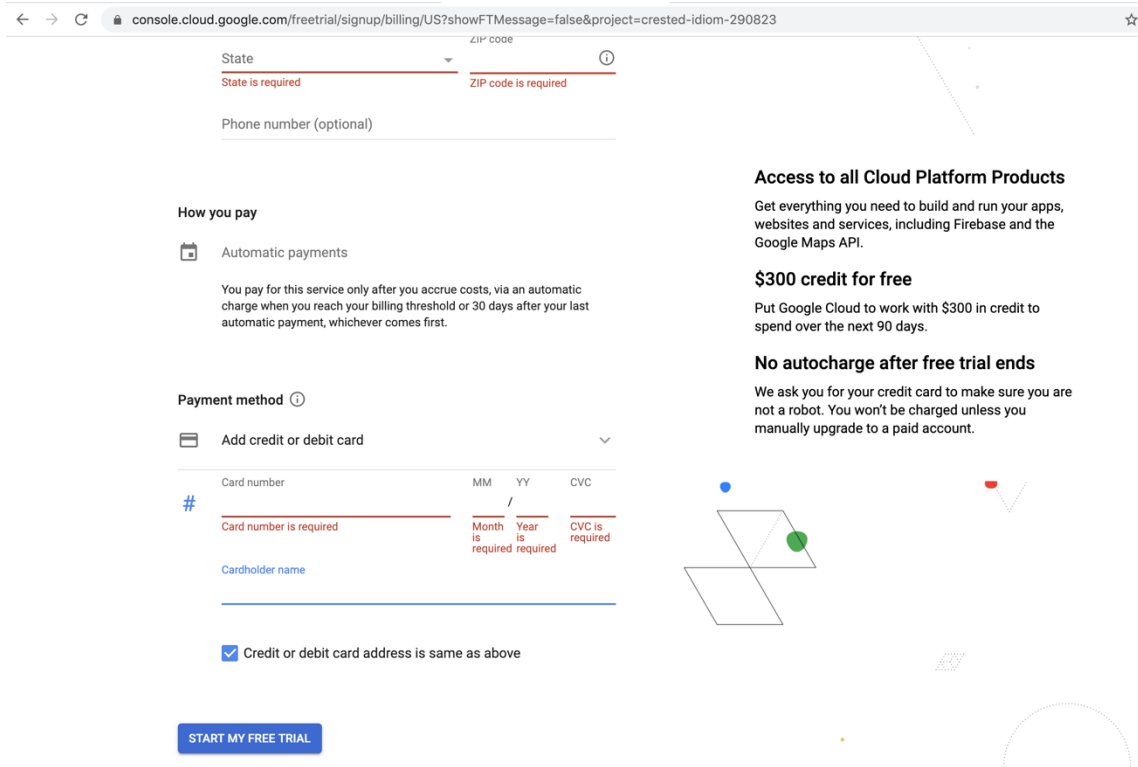 console.cloud.google.com/freetrial/signup/billing/US?showFTMessage=false&project=crested-idiom-290823
ZIP code
State
State is required
ZIP code is required
Phone number (optional)
How you pay
Automatic payments
You pay for this service only after you accrue costs, via an automatic
charge when you reach your billing threshold or 30 days after your last
automatic payment, whichever comes first.
Payment method
Add credit or debit card
Card number
MM
YY
CVC
#
/
Card number is required
Month
is
required
Year
is
required
CVC is
required
Cardholder name
Credit or debit card address is same as above
START MY FREE TRIAL
Access to all Cloud Platform Products
Get everything you need to build and run your apps,
websites and services, including Firebase and the
Google Maps API.
$300 credit for free
Put Google Cloud to work with $300 in credit to
spend over the next 90 days.
No autocharge after free trial ends
We ask you for your credit card to make sure you are
not a robot. You won't be charged unless you
manually upgrade to a paid account.